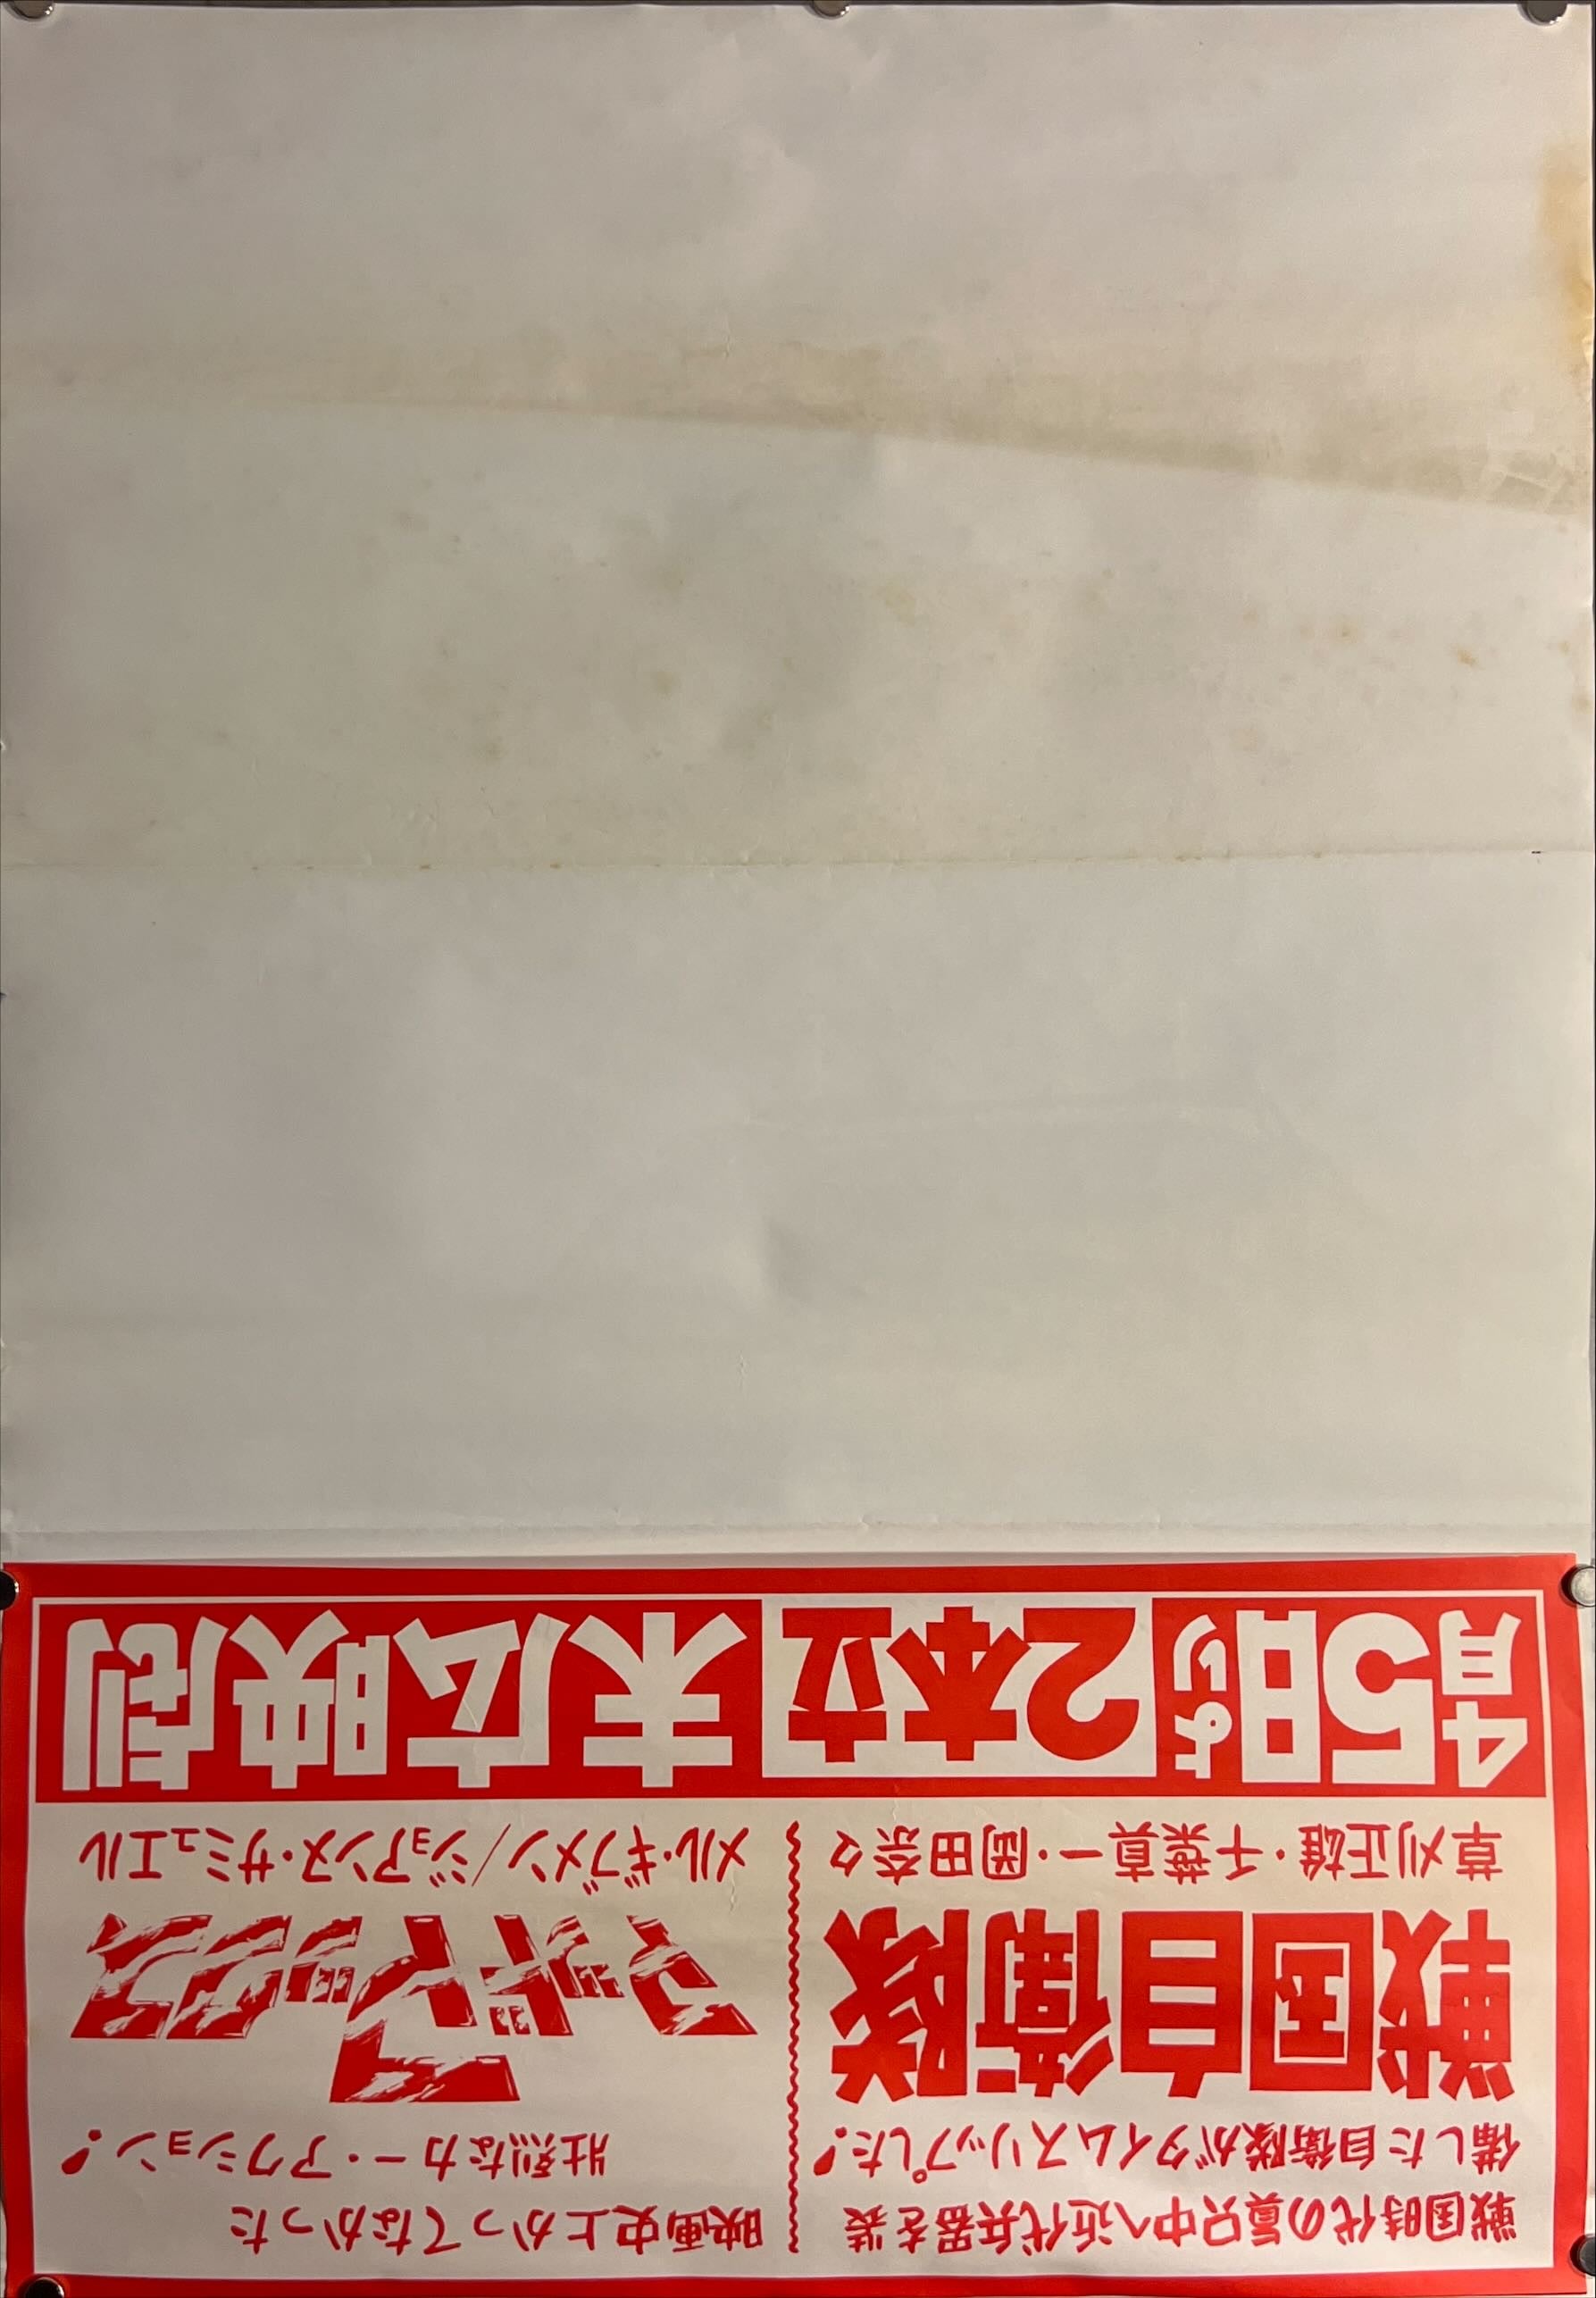 戦国時代の真只中へ近代兵器を装
備した自衛隊がタイムスリップした！
戦国自衛隊
草刈正雄・千葉真一・岡田奈々
映画史上かつてなかった
壮烈なカー・アクション！
マッドマックス
メル・ギブメン/ジョアンヌ・サミュエル
4月5日より 2本立 末広映劇